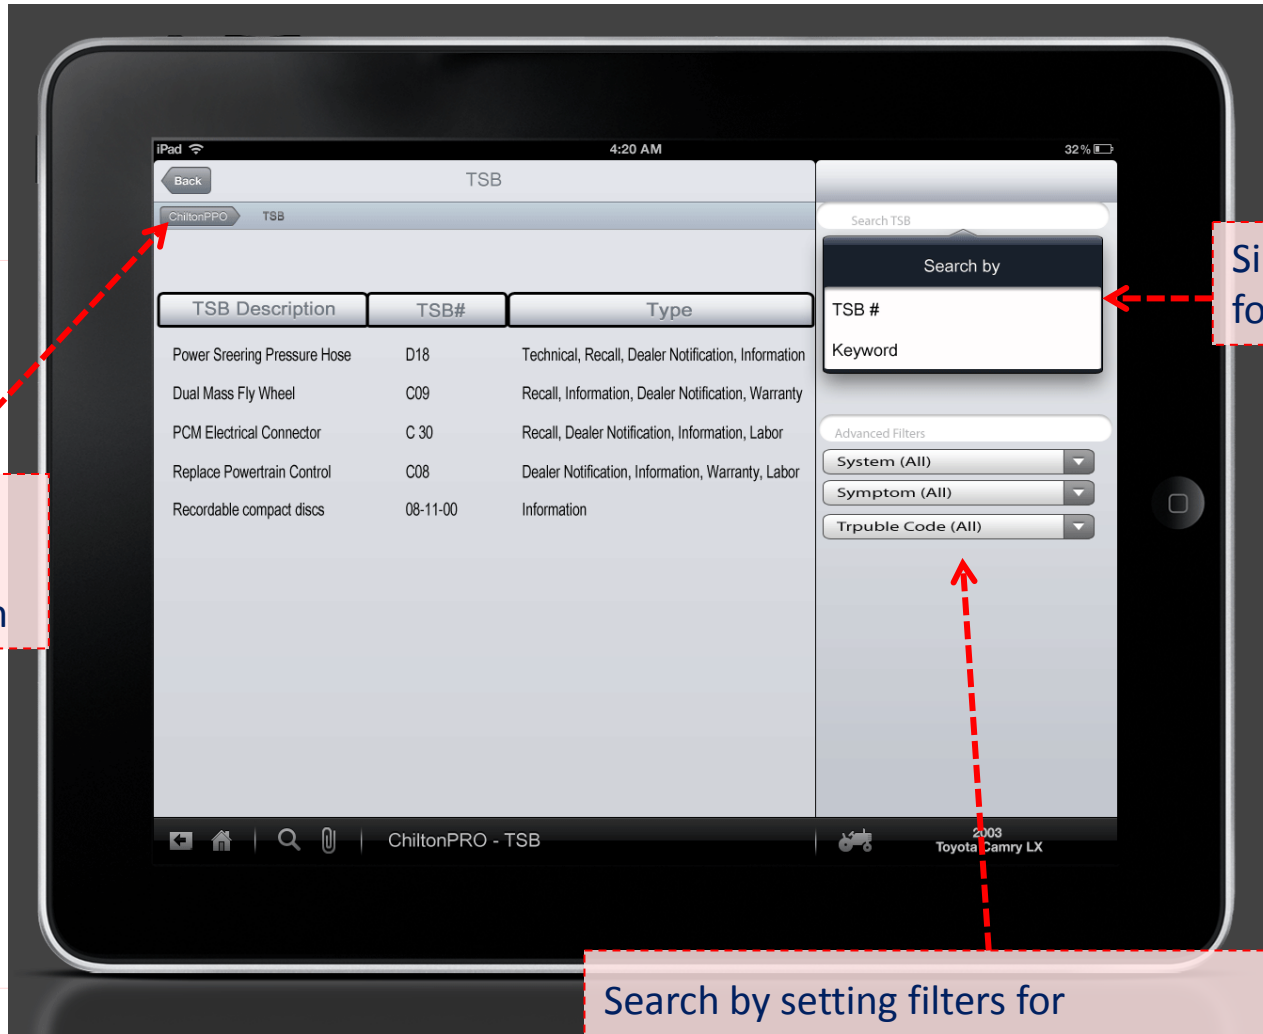 iPad 4:20 AM 32%
Back TSB
ChiltonPPO TSB
Search TSB
Search by
TSB #
Keyword
TSB Description TSB# Type
Power Sreering Pressure Hose D18 Technical, Recall, Dealer Notification, Information
Dual Mass Fly Wheel C09 Recall, Information, Dealer Notification, Warranty
PCM Electrical Connector C 30 Recall, Dealer Notification, Information, Labor
Replace Powertrain Control C08 Dealer Notification, Information, Warranty, Labor
Recordable compact discs 08-11-00 Information
Advanced Filters
System (All)
Symptom (All)
Trpuble Code (All)
ChiltonPRO - TSB
2003
Toyota Camry LX
Search by setting filters for